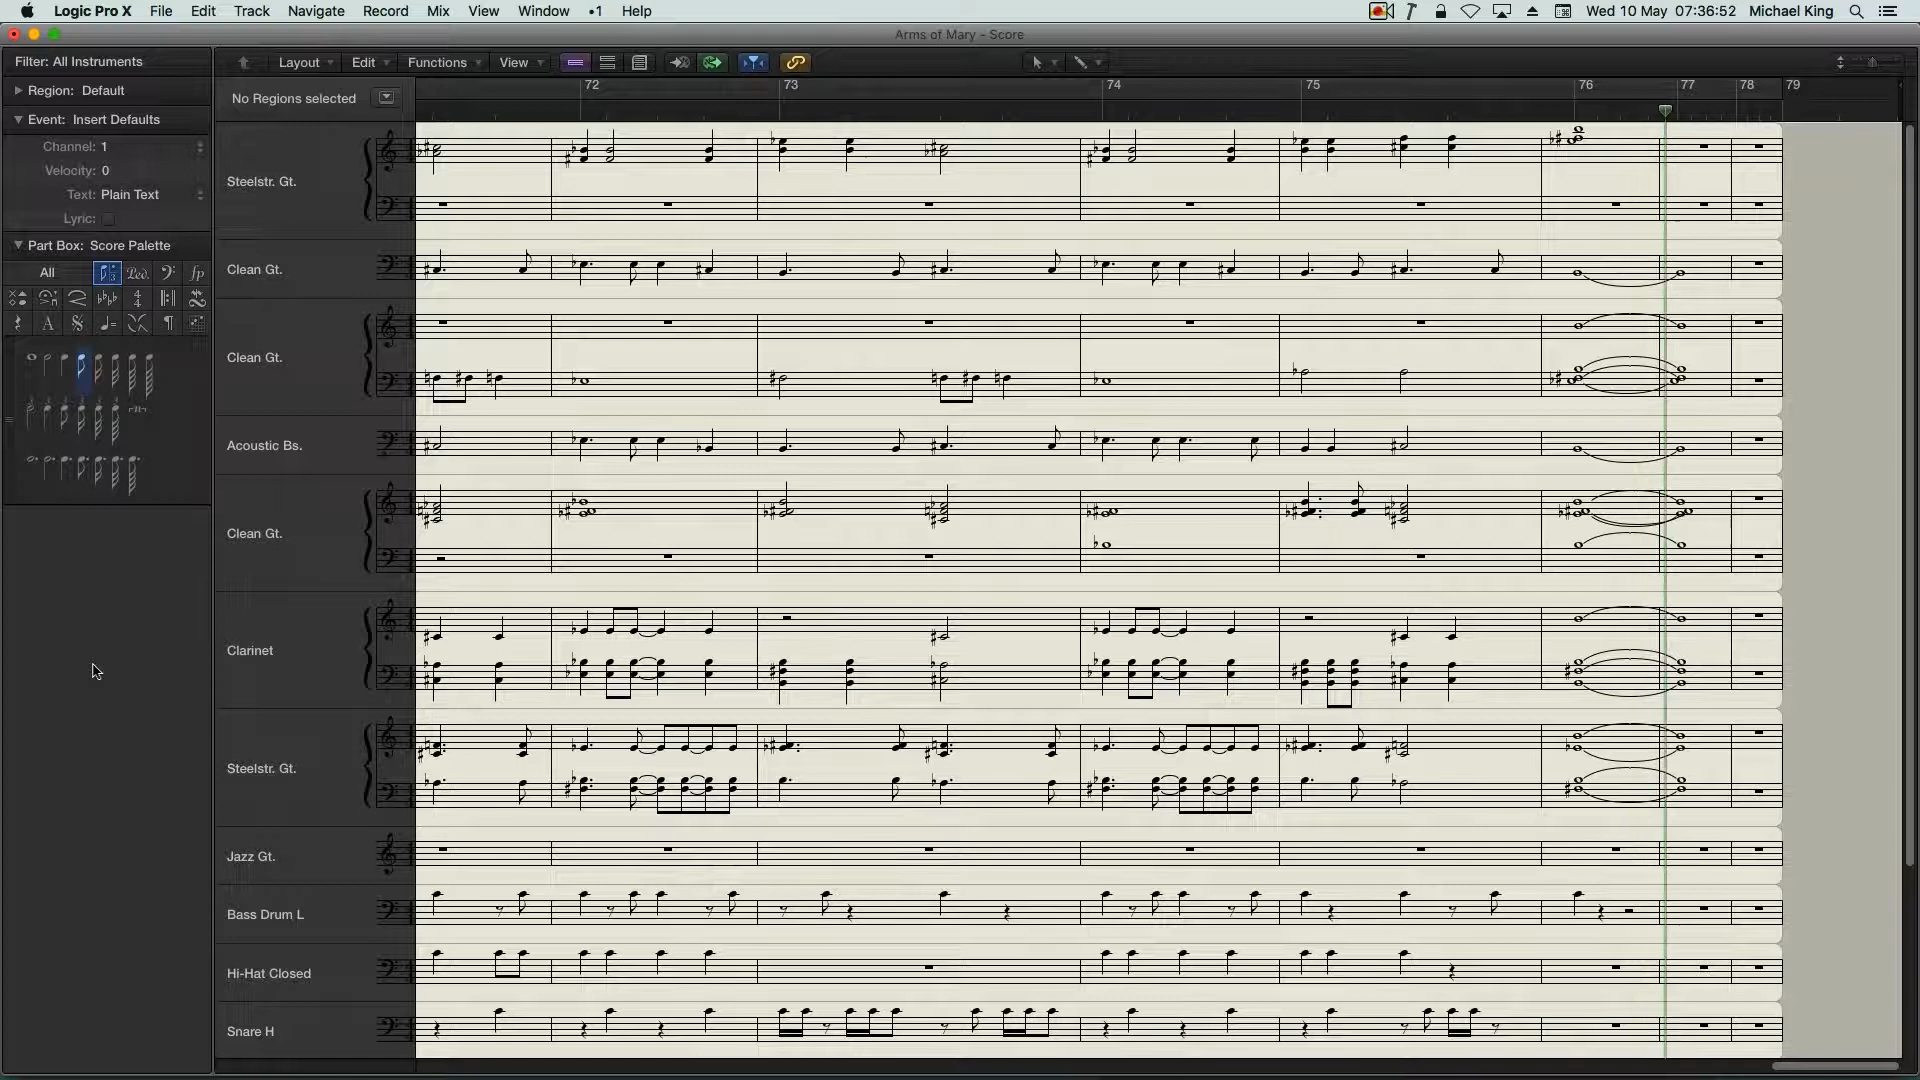 Logic Pro X File Edit Track Navigate Record Mix View Window •1 Help Wed 10 May 07:36:52 Michael King
Arms of Mary - Score
Filter: All Instruments
Layout Edit Functions View
Region: Default
No Regions selected
72 73 74 75 76 77 78 79
Event: Insert Defaults
Channel: 1
Velocity: 0
Text: Plain Text
Lyric:
Part Box: Score Palette
All
Steelstr. Gt.
Clean Gt.
Clean Gt.
Acoustic Bs.
Clean Gt.
Clarinet
Steelstr. Gt.
Jazz Gt.
Bass Drum L
Hi-Hat Closed
Snare H